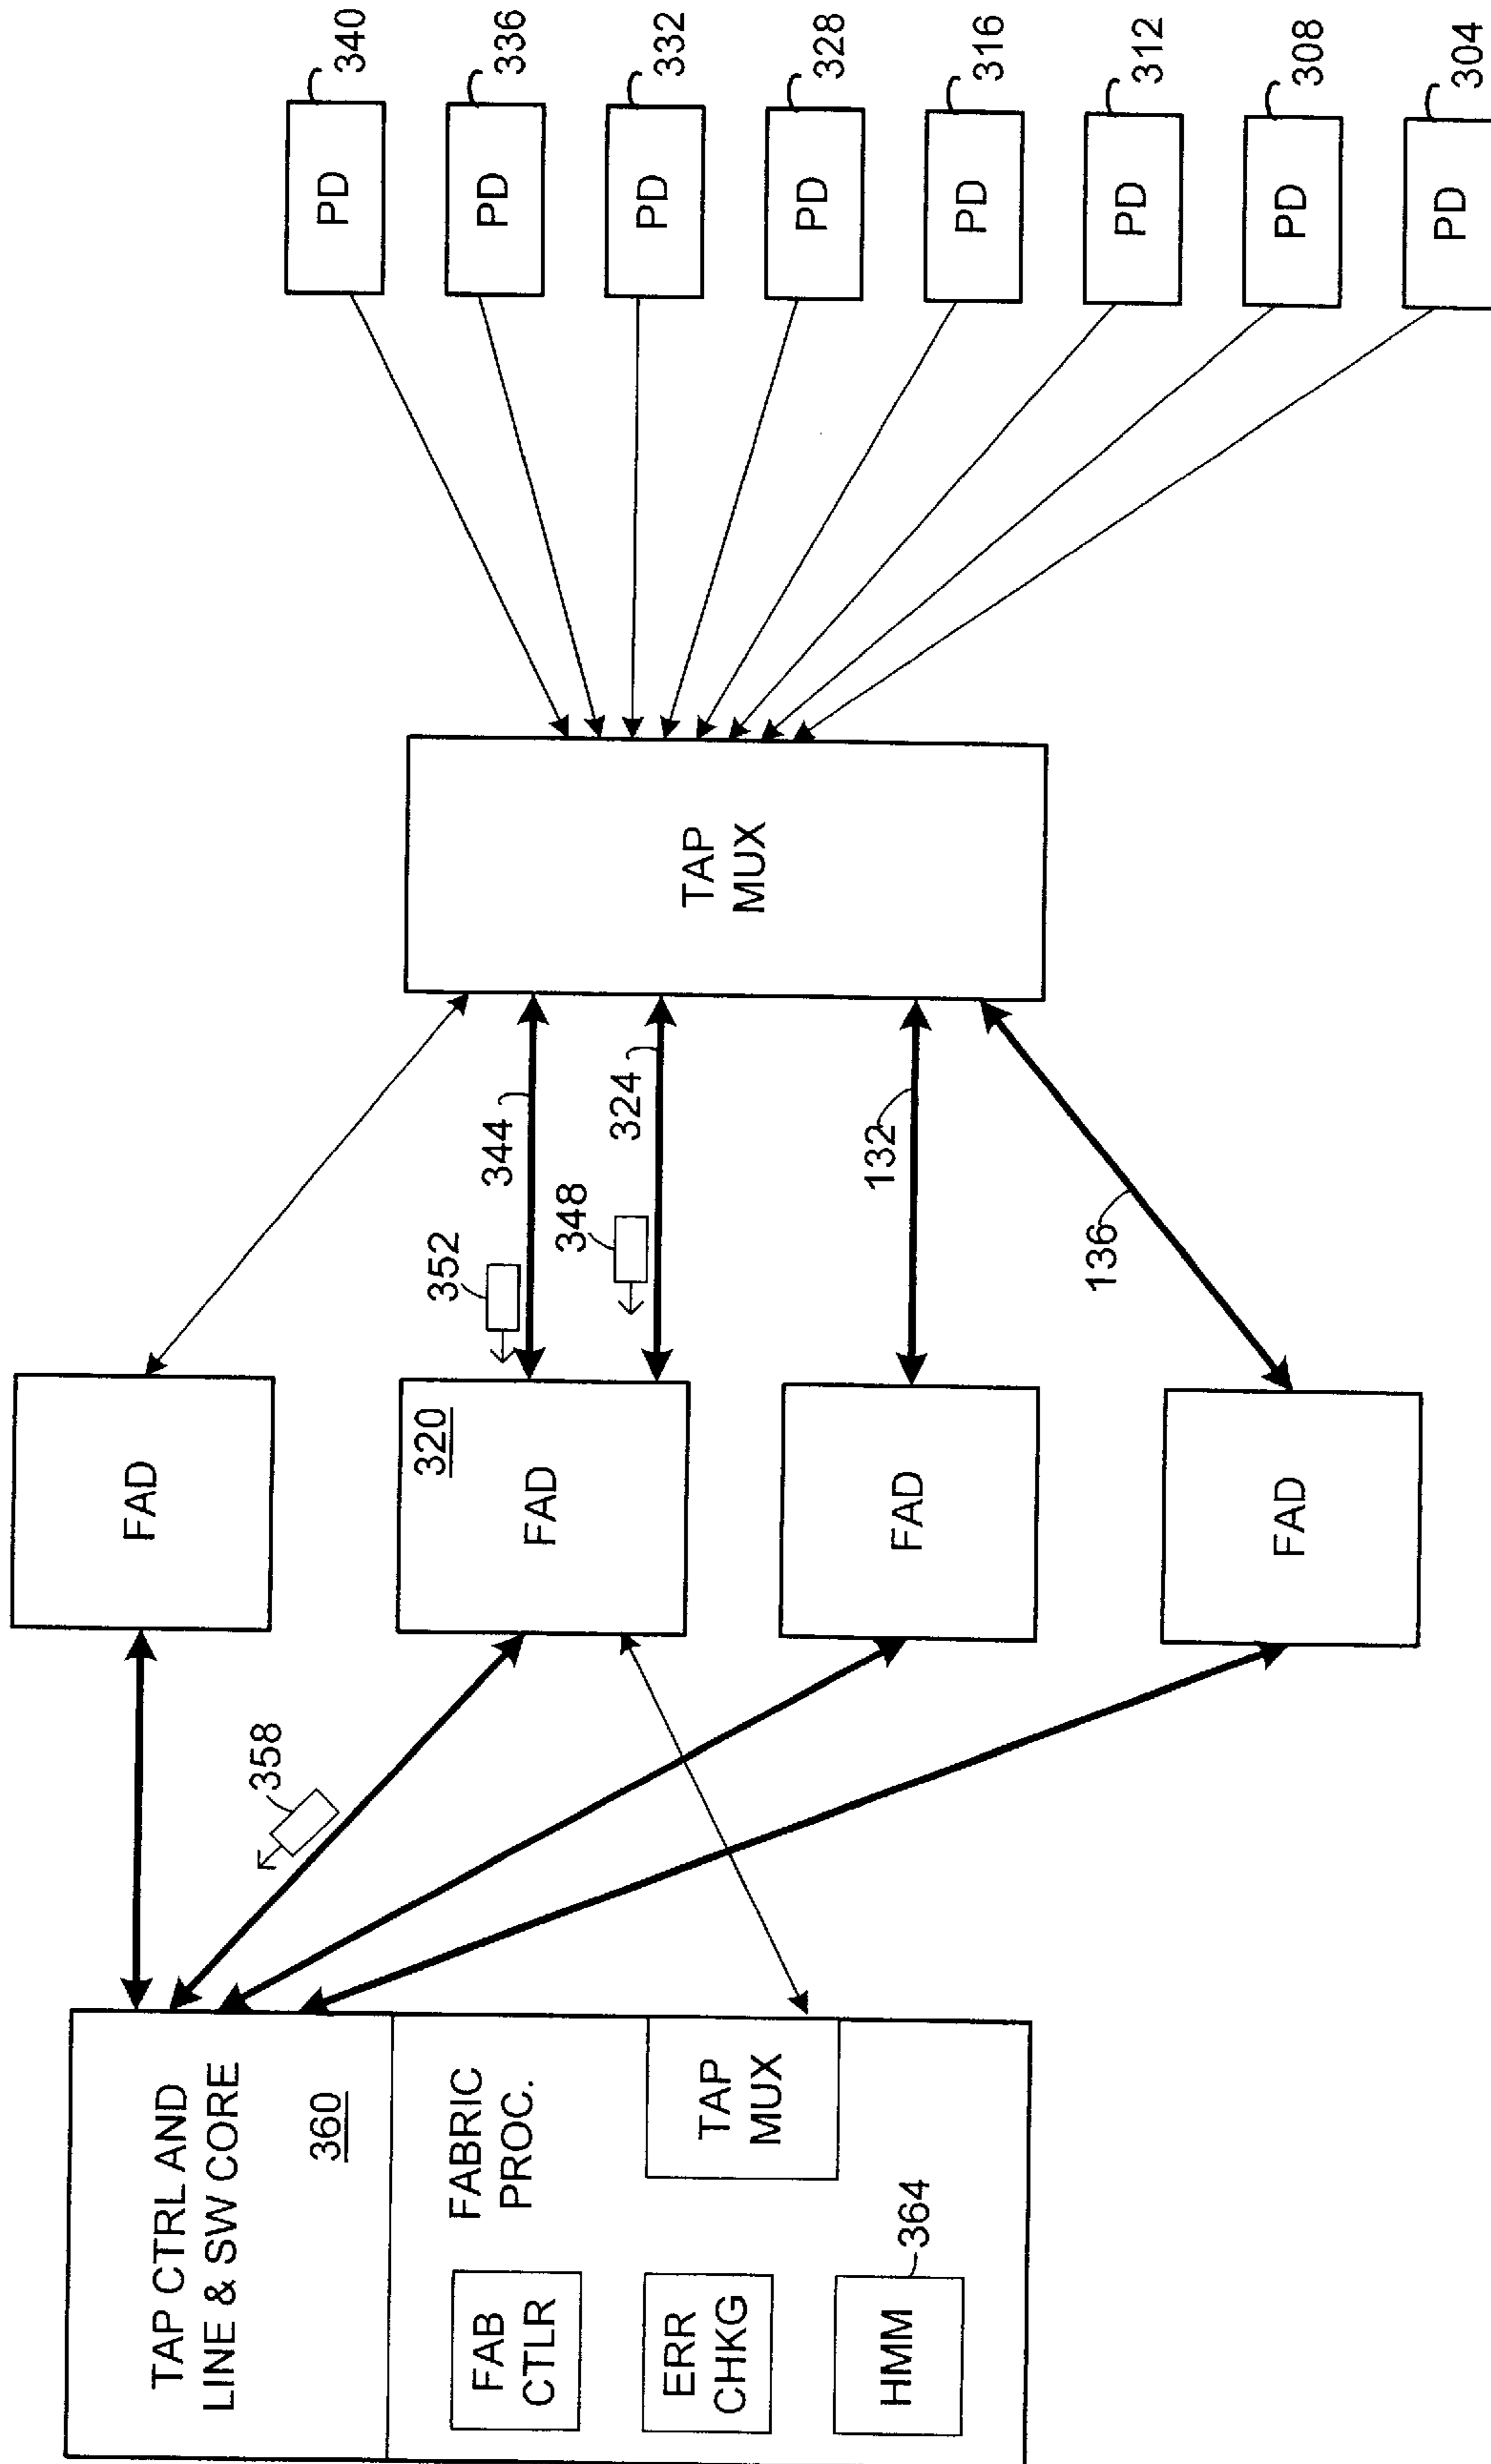 TAP CTRL AND
LINE & SW CORE
360
FABRIC
PROC.
FAB
CTLR
ERR
CHKG
HMM
364
TAP
MUX
358
FAD
320
FAD
FAD
FAD
352
344
348
324
132
136
TAP
MUX
PD
340
PD
336
PD
332
PD
328
PD
316
PD
312
PD
308
PD
304